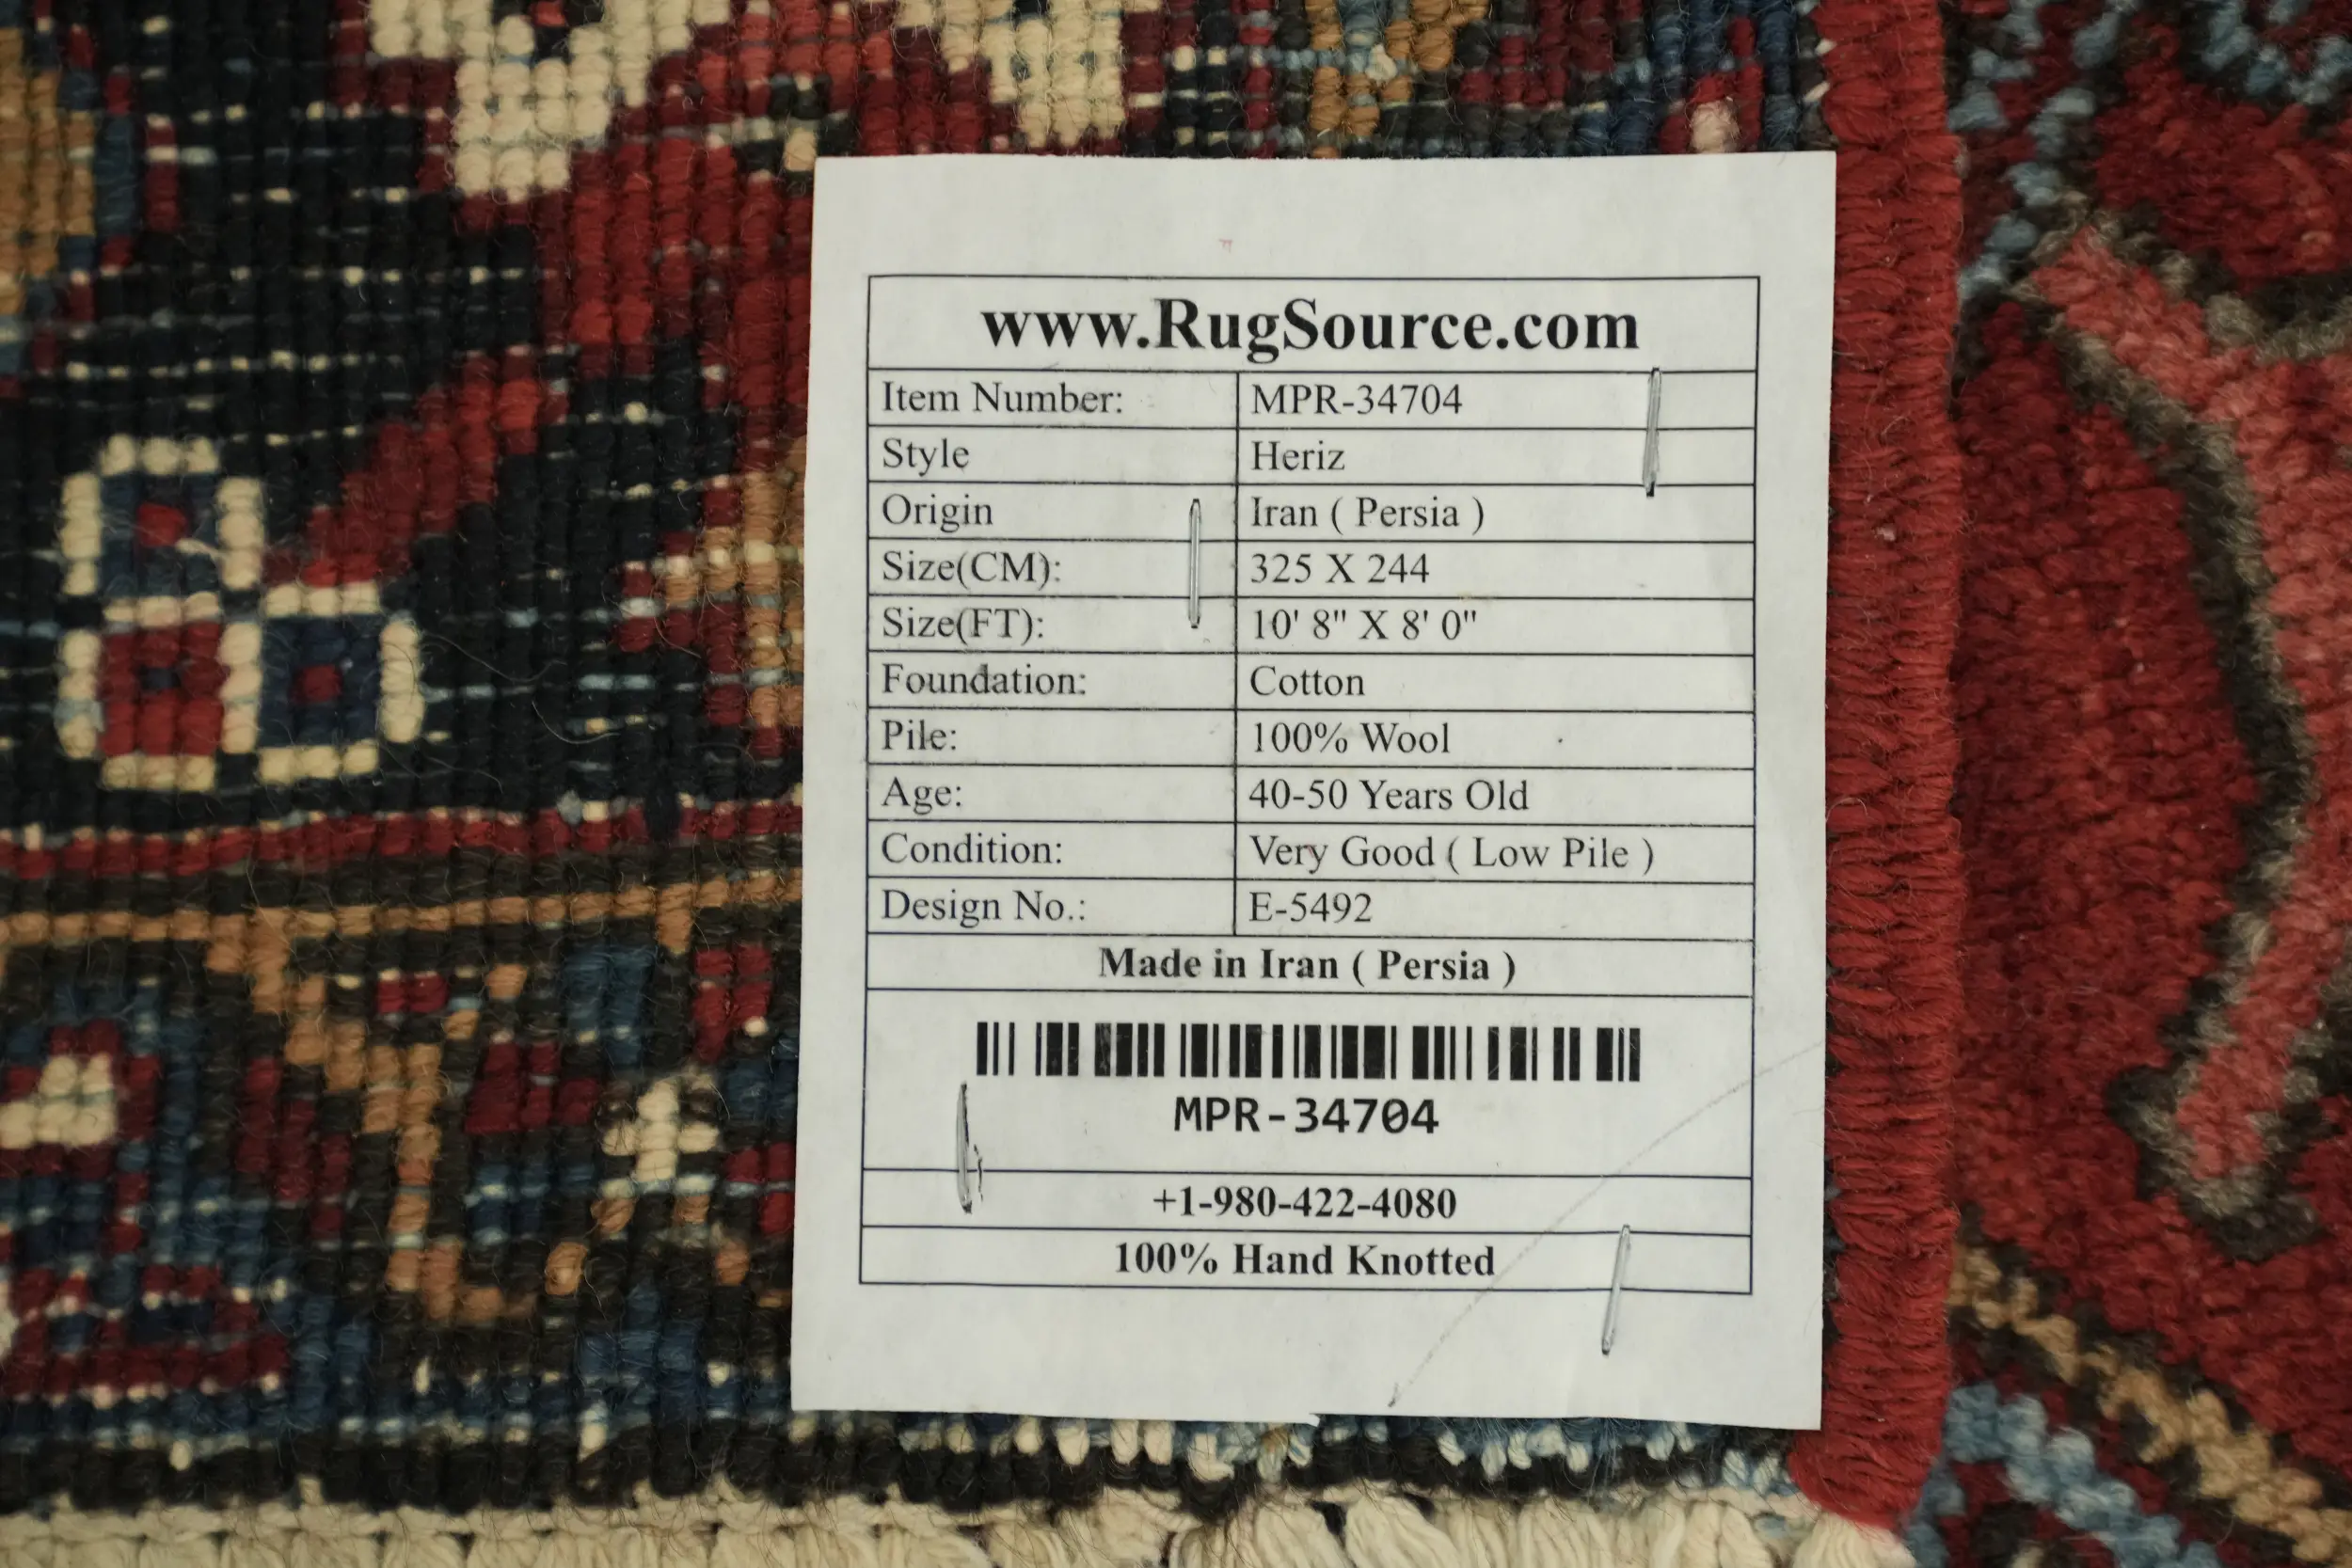 www.RugSource.com
Item Number: MPR-34704
Style Heriz
Origin Iran ( Persia )
Size(CM): 325 X 244
Size(FT): 10' 8" X 8' 0"
Foundation: Cotton
Pile: 100% Wool
Age: 40-50 Years Old
Condition: Very Good ( Low Pile )
Design No.: E-5492
Made in Iran ( Persia )
MPR-34704
+1-980-422-4080
100% Hand Knotted